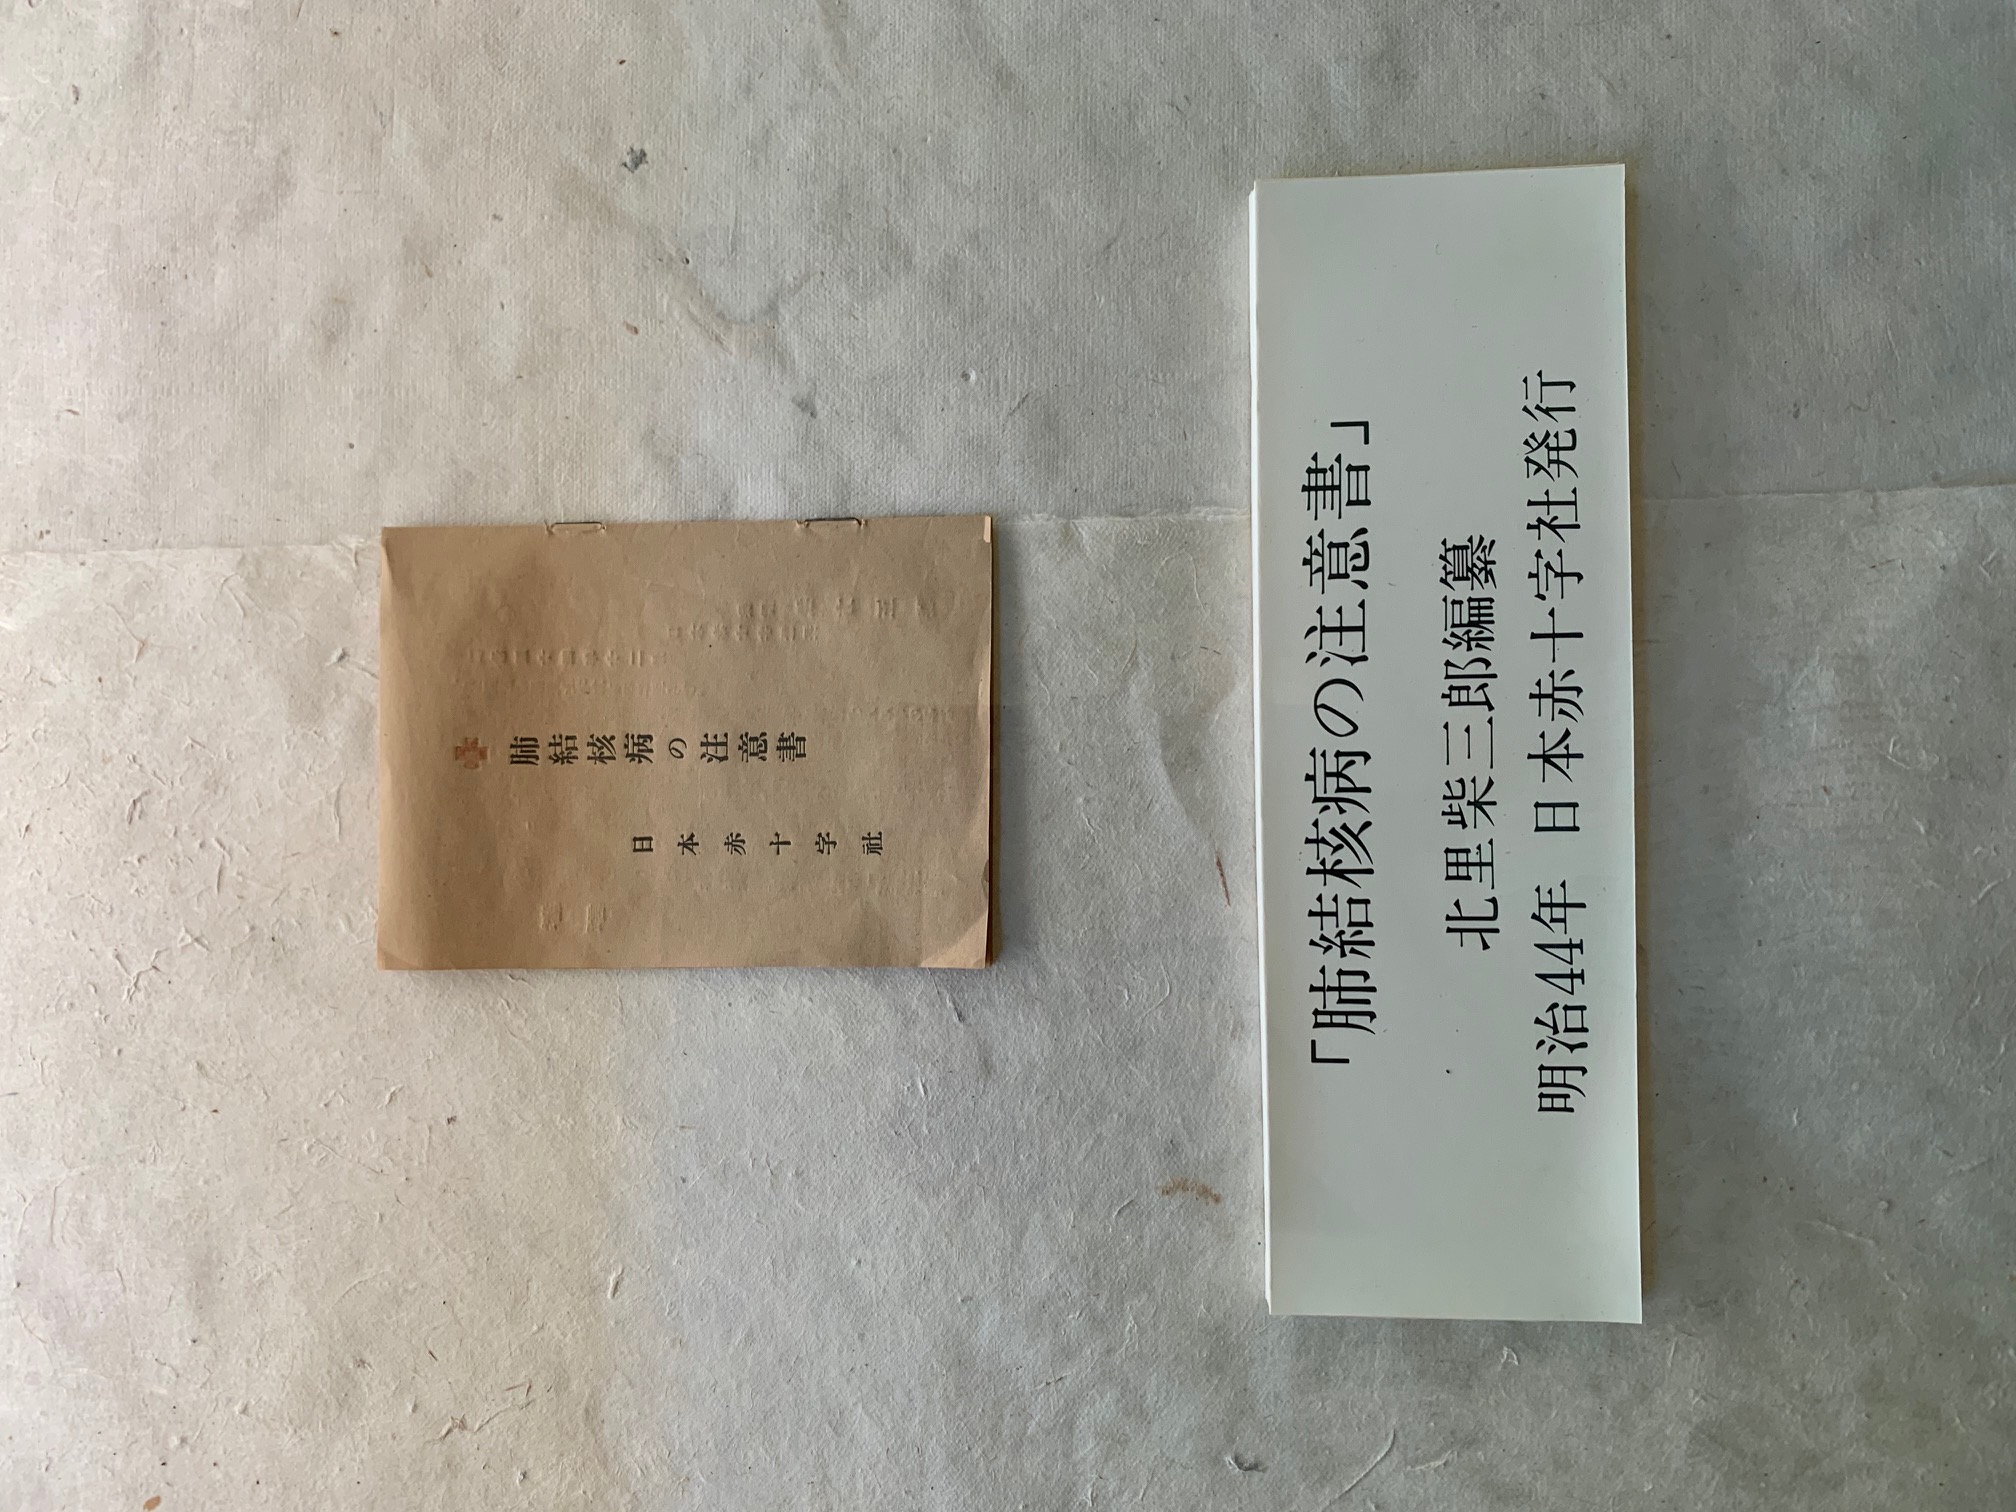 肺結核病の注意書
日本赤十字社
「肺結核病の注意書」
北里柴三郎編纂
明治44年 日本赤十字社発行